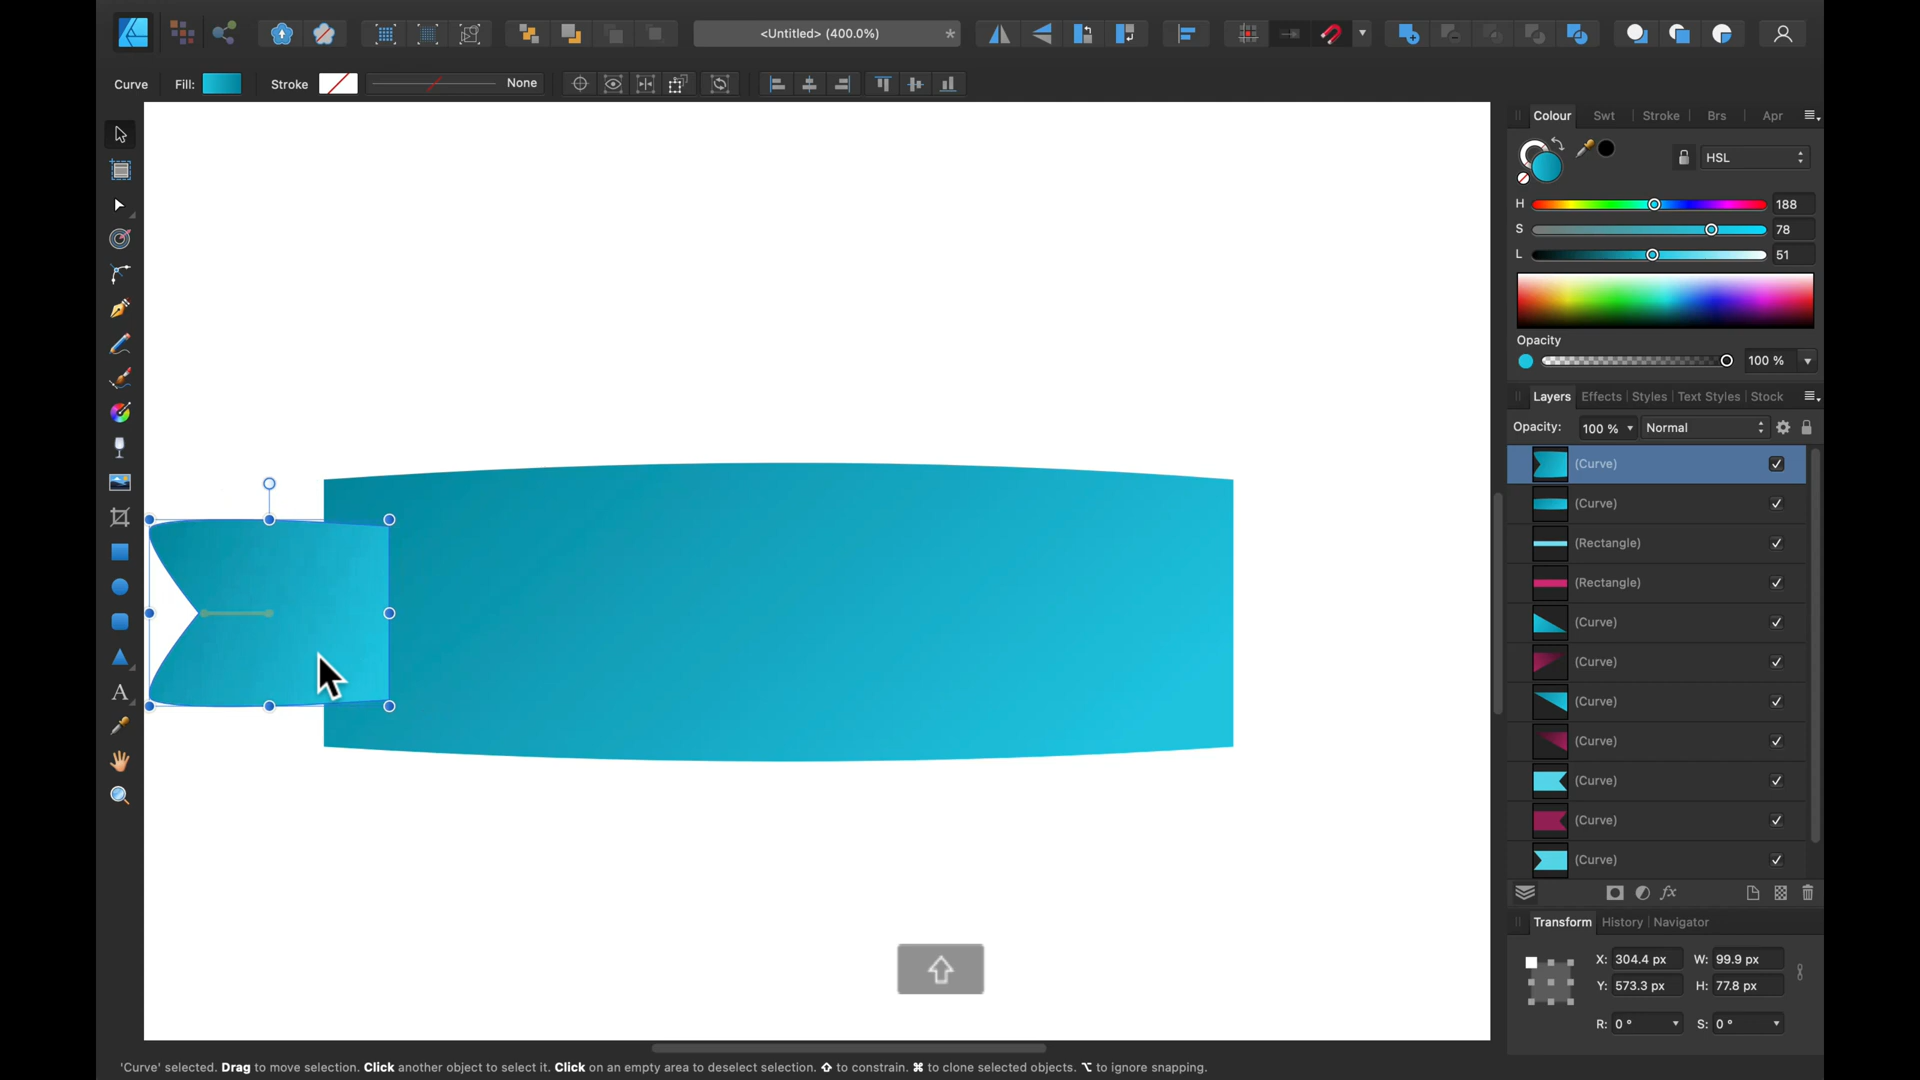 <Untitled> (400.0%)
*
Curve Fill: Stroke None
Colour Swt Stroke Brs Apr
HSL
H 188
S 78
L 51
Opacity
100 %
Layers Effects Styles Text Styles Stock
Opacity: 100 % Normal
(Curve)
(Curve)
(Rectangle)
(Rectangle)
(Curve)
(Curve)
(Curve)
(Curve)
(Curve)
(Curve)
(Curve)
fx
Transform History Navigator
X: 304.4 px W: 99.9 px
Y: 573.3 px H: 77.8 px
R: 0 ° S: 0 °
'Curve' selected. Drag to move selection. Click another object to select it. Click on an empty area to deselect selection. ⇧ to constrain. ⌘ to clone selected objects. ⌥ to ignore snapping.